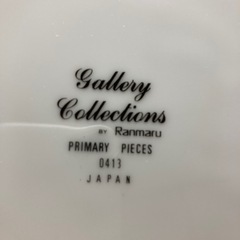 Gallery
Collections
BY Ranmaru
PRIMARY PIECES
0413
JAPAN